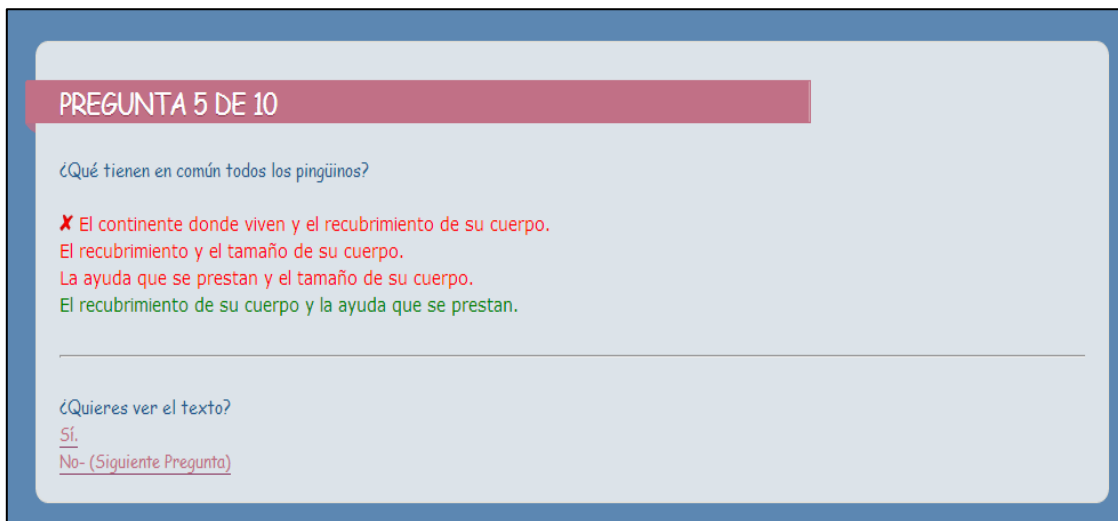 PREGUNTA 5 DE 10
¿Qué tienen en común todos los pingüinos?
✘ El continente donde viven y el recubrimiento de su cuerpo.
El recubrimiento y el tamaño de su cuerpo.
La ayuda que se prestan y el tamaño de su cuerpo.
El recubrimiento de su cuerpo y la ayuda que se prestan.
¿Quieres ver el texto?
Sí.
No- (Siguiente Pregunta)